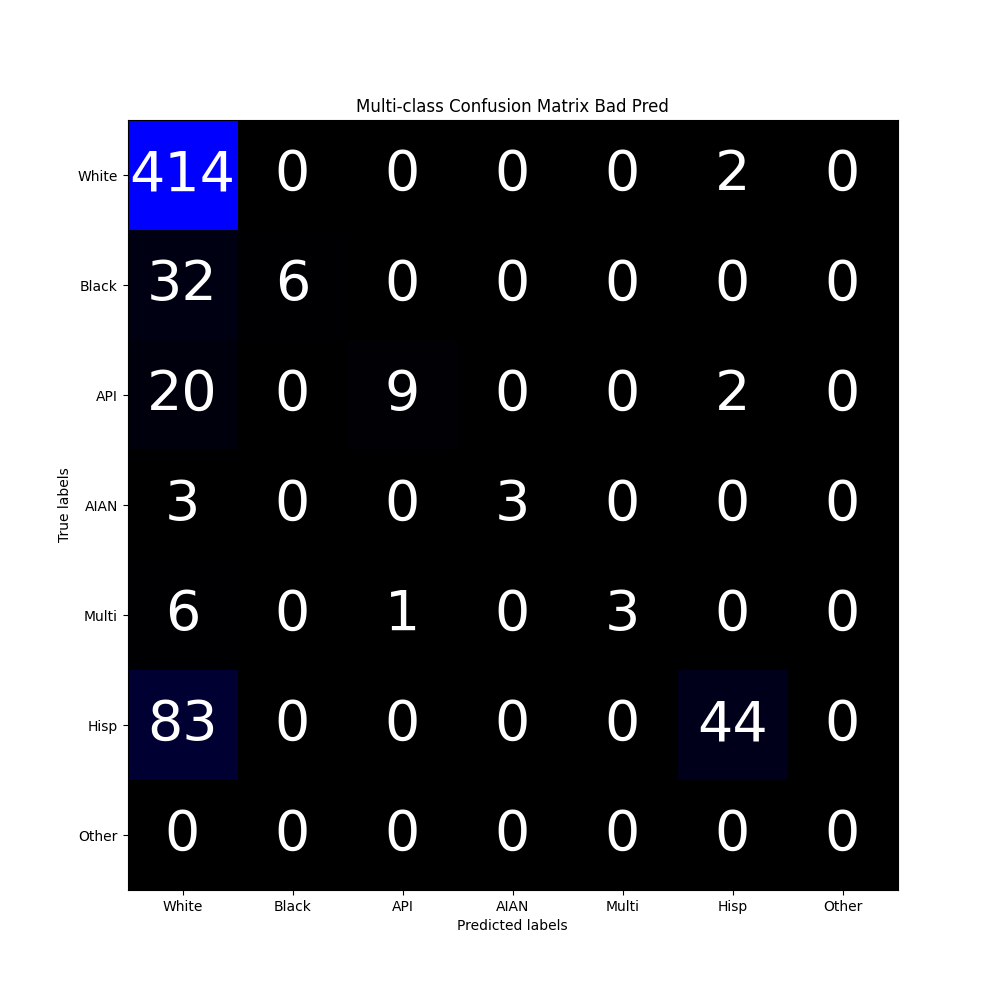 Multi-class Confusion Matrix Bad Pred
White 414 0 0 0 0 2 0
Black 32 6 0 0 0 0 0
API 20 0 9 0 0 2 0
True labels
AIAN 3 0 0 3 0 0 0
Multi 6 0 1 0 3 0 0
Hisp 83 0 0 0 0 44 0
Other 0 0 0 0 0 0 0
White Black API AIAN Multi Hisp Other
Predicted labels